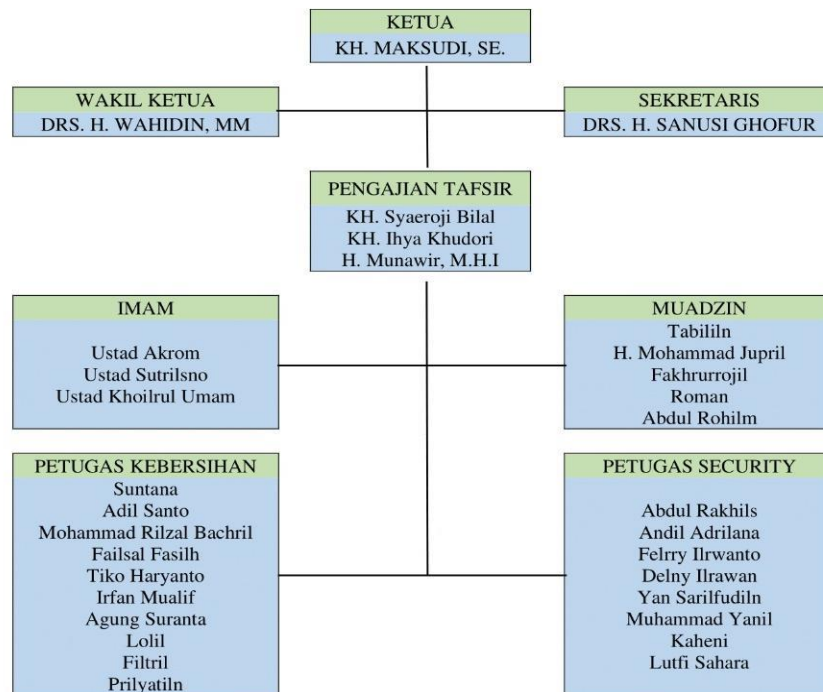 KETUA
KH. MAKSUDI, SE.
WAKIL KETUA
DRS. H. WAHIDIN, MM
SEKRETARIS
DRS. H. SANUSI GHOFUR
PENGAJIAN TAFSIR
KH. Syaeroji Bilal
KH. Ihya Khudori
H. Munawir, M.H.I
IMAM
Ustad Akrom
Ustad Sutrilsno
Ustad Khoilrul Umam
MUADZIN
Tabililn
H. Mohammad Jupril
Fakhrurrojil
Roman
Abdul Rohilm
PETUGAS KEBERSIHAN
Suntana
Adil Santo
Mohammad Rilzal Bachril
Failsal Fasilh
Tiko Haryanto
Irfan Mualif
Agung Suranta
Lolil
Filtril
Prilyatiln
PETUGAS SECURITY
Abdul Rakhils
Andil Adrilana
Felrry Ilrwanto
Delny Ilrawan
Yan Sarilfudiln
Muhammad Yanil
Kaheni
Lutfi Sahara